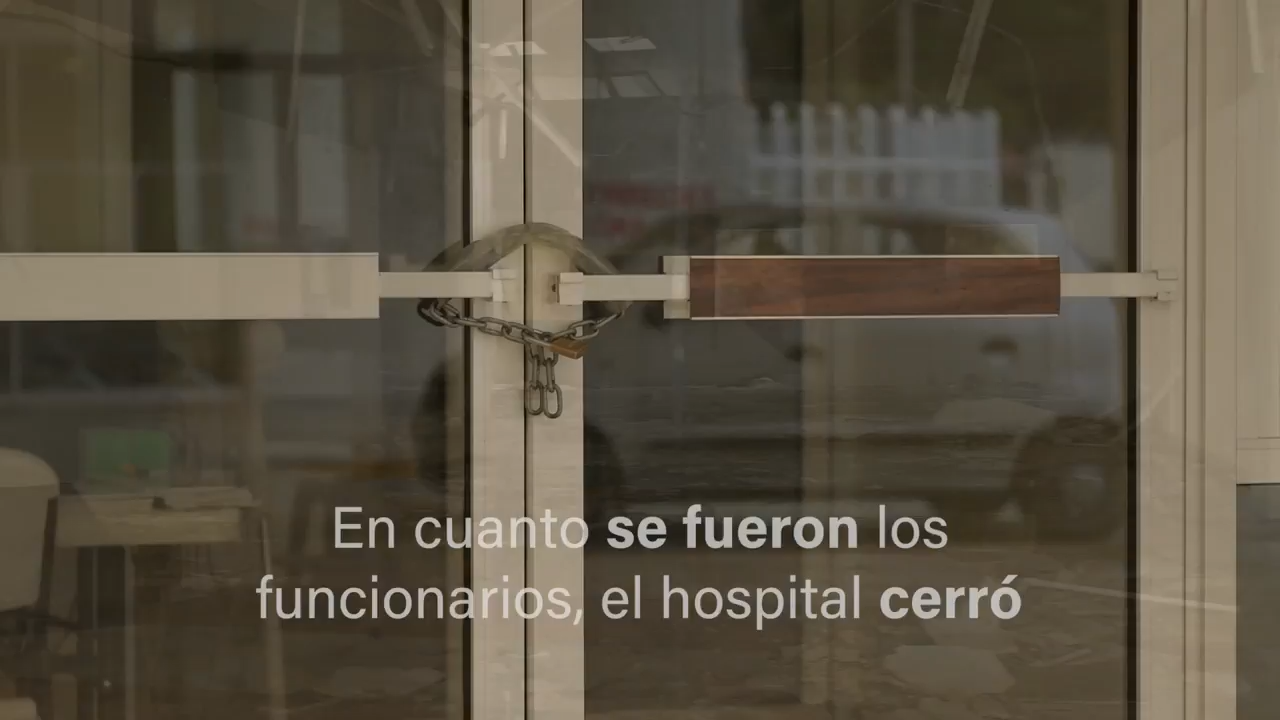 En cuanto se fueron los
funcionarios, el hospital cerró